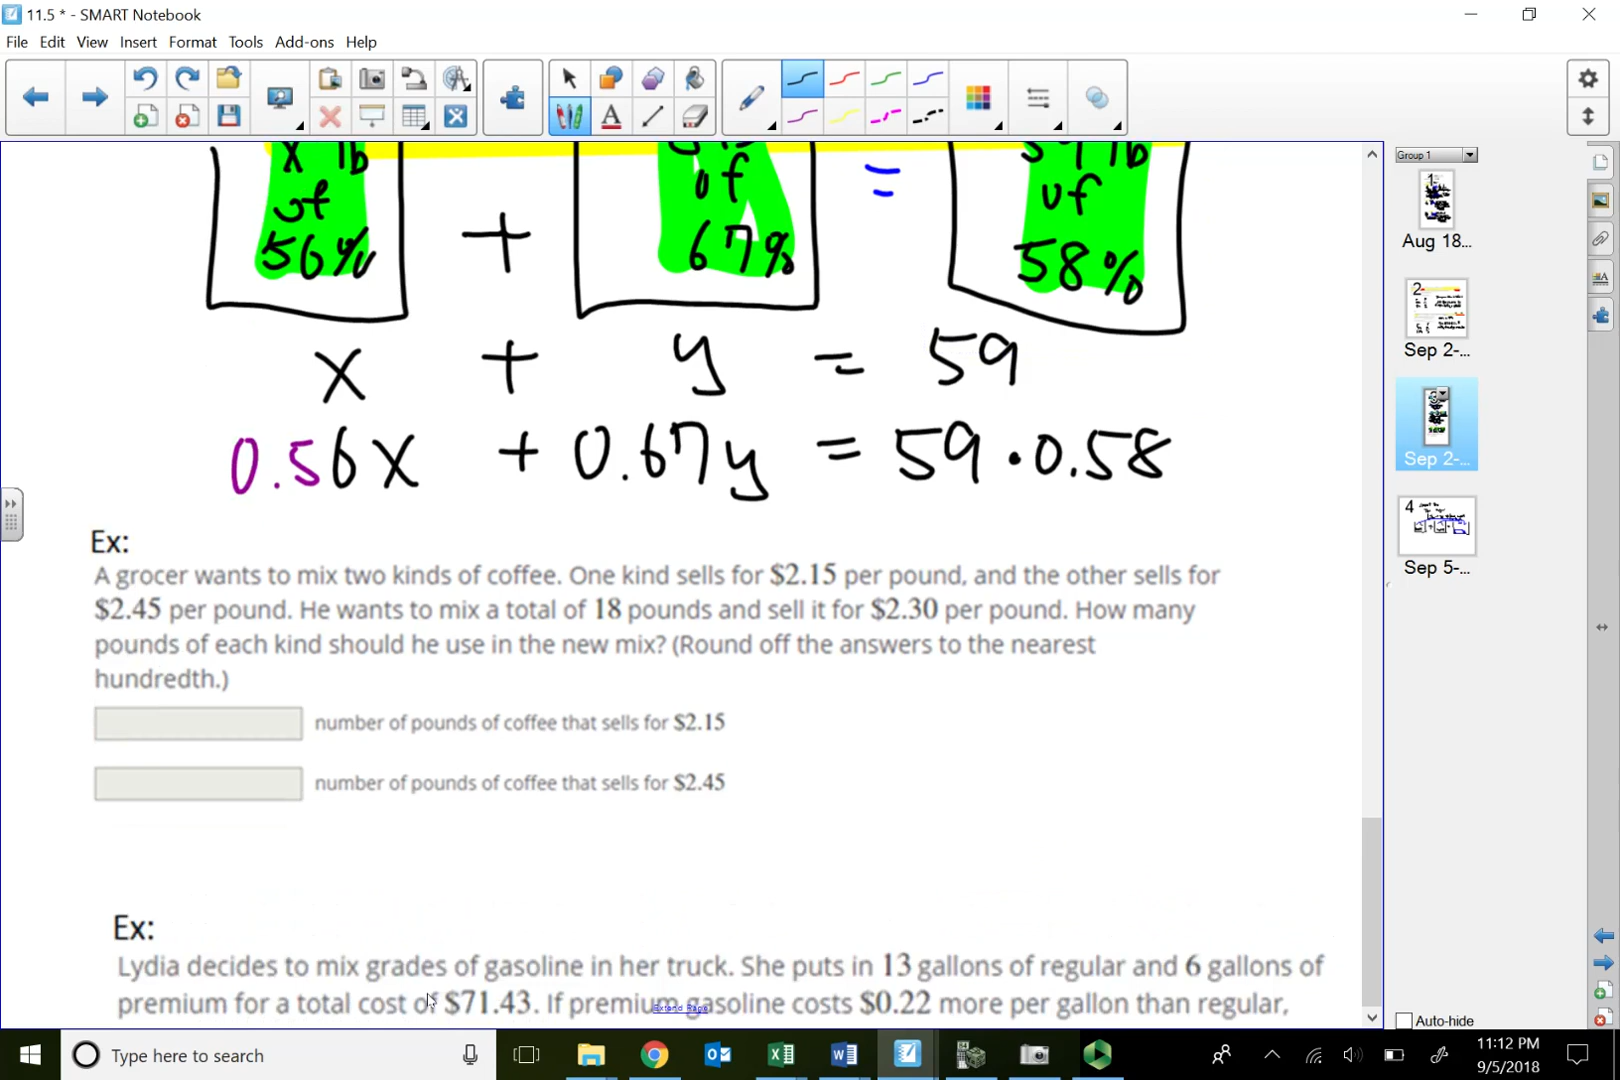 11.5 * - SMART Notebook
File Edit View Insert Format Tools Add-ons Help
Group 1
x lb
of
56%
+
of
67%
=
59 lb
of
58%
x + y = 59
0.56x + 0.67y = 59 · 0.58
Ex:
A grocer wants to mix two kinds of coffee. One kind sells for $2.15 per pound, and the other sells for
$2.45 per pound. He wants to mix a total of 18 pounds and sell it for $2.30 per pound. How many
pounds of each kind should he use in the new mix? (Round off the answers to the nearest
hundredth.)
number of pounds of coffee that sells for $2.15
number of pounds of coffee that sells for $2.45
Ex:
Lydia decides to mix grades of gasoline in her truck. She puts in 13 gallons of regular and 6 gallons of
premium for a total cost of $71.43. If premium gasoline costs $0.22 more per gallon than regular,
Extend Page
1
Aug 18...
2
Sep 2-...
Sep 2-...
4
Sep 5-...
Auto-hide
Type here to search
11:12 PM
9/5/2018